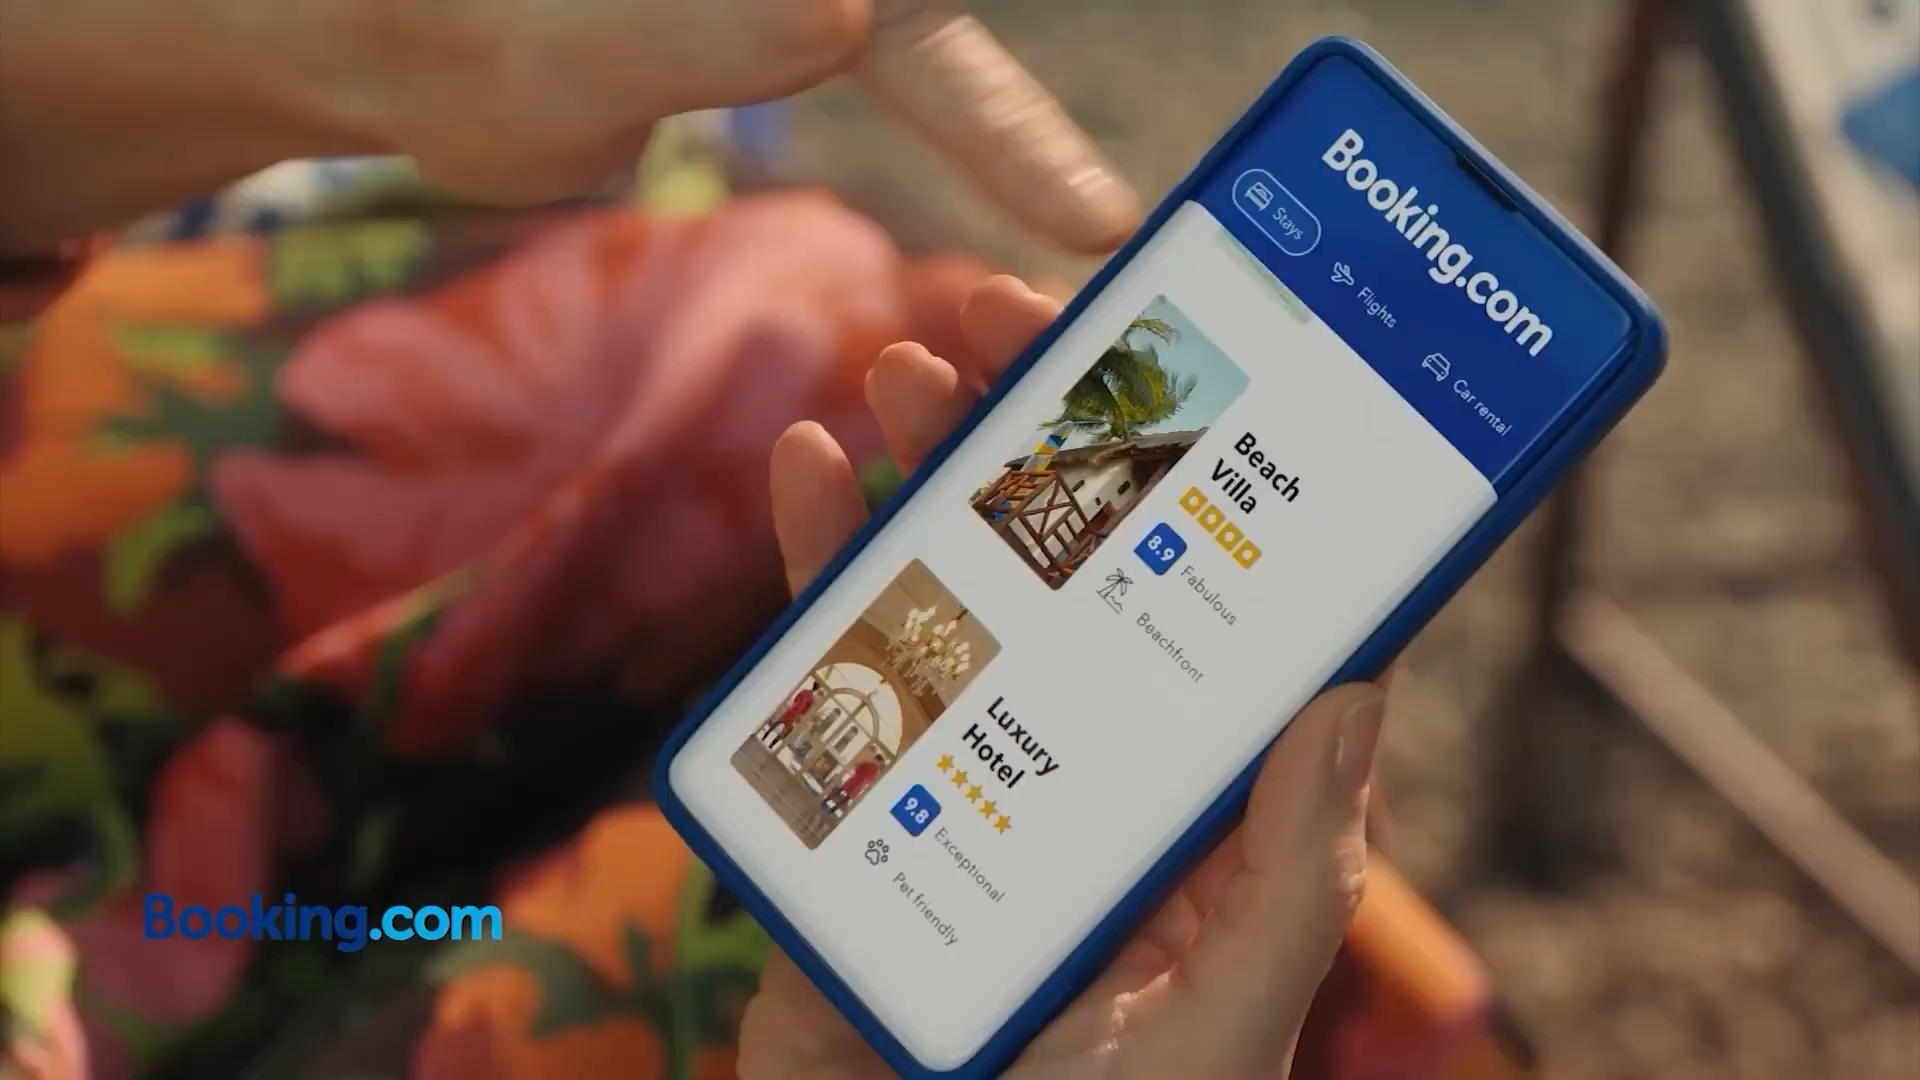 Booking.com
Stays
Flights
Car rental
Beach
Villa
8.9
Fabulous
Beachfront
Luxury
Hotel
9.8
Exceptional
Pet friendly
Booking.com